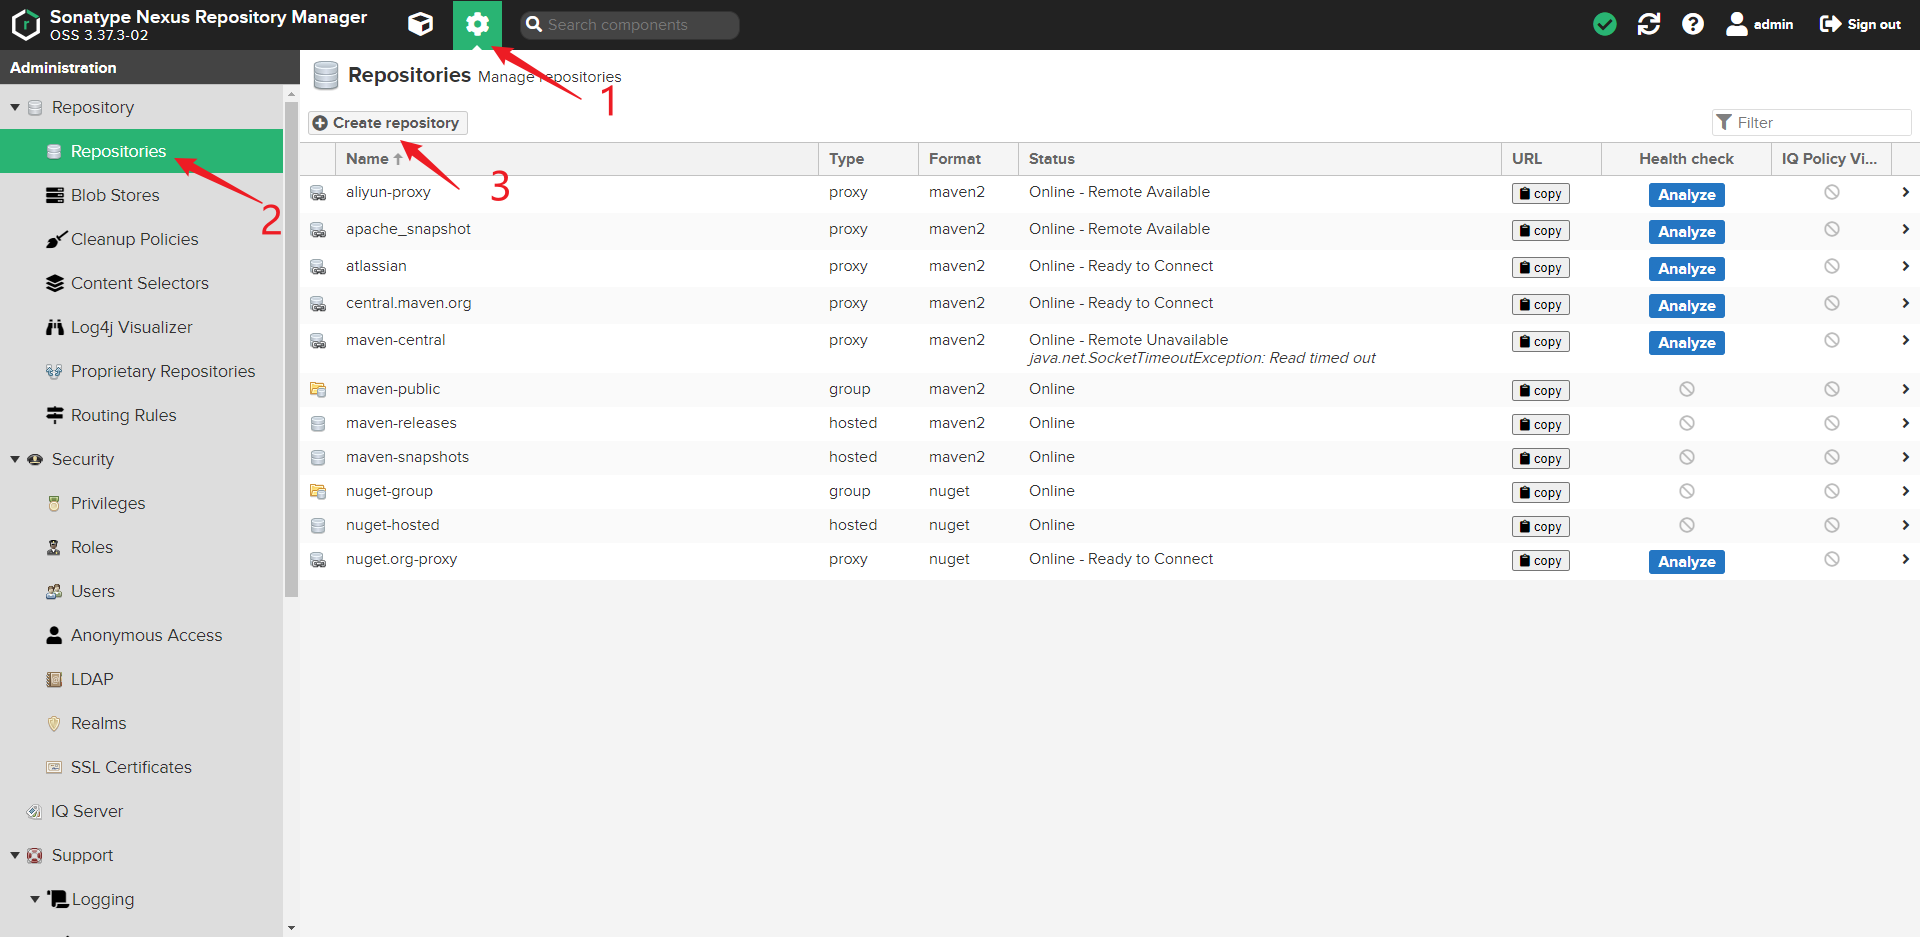 Sonatype Nexus Repository Manager
OSS 3.37.3-02
Search components
admin
Sign out
Administration
Repository
Repositories
Blob Stores
Cleanup Policies
Content Selectors
Log4j Visualizer
Proprietary Repositories
Routing Rules
Security
Privileges
Roles
Users
Anonymous Access
LDAP
Realms
SSL Certificates
IQ Server
Support
Logging
1
2
3
Repositories Manage repositories
Create repository
Filter
Name Type Format Status URL Health check IQ Policy Vi...
aliyun-proxy proxy maven2 Online - Remote Available copy Analyze
apache_snapshot proxy maven2 Online - Remote Available copy Analyze
atlassian proxy maven2 Online - Ready to Connect copy Analyze
central.maven.org proxy maven2 Online - Ready to Connect copy Analyze
maven-central proxy maven2 Online - Remote Unavailable copy Analyze
java.net.SocketTimeoutException: Read timed out
maven-public group maven2 Online copy
maven-releases hosted maven2 Online copy
maven-snapshots hosted maven2 Online copy
nuget-group group nuget Online copy
nuget-hosted hosted nuget Online copy
nuget.org-proxy proxy nuget Online - Ready to Connect copy Analyze